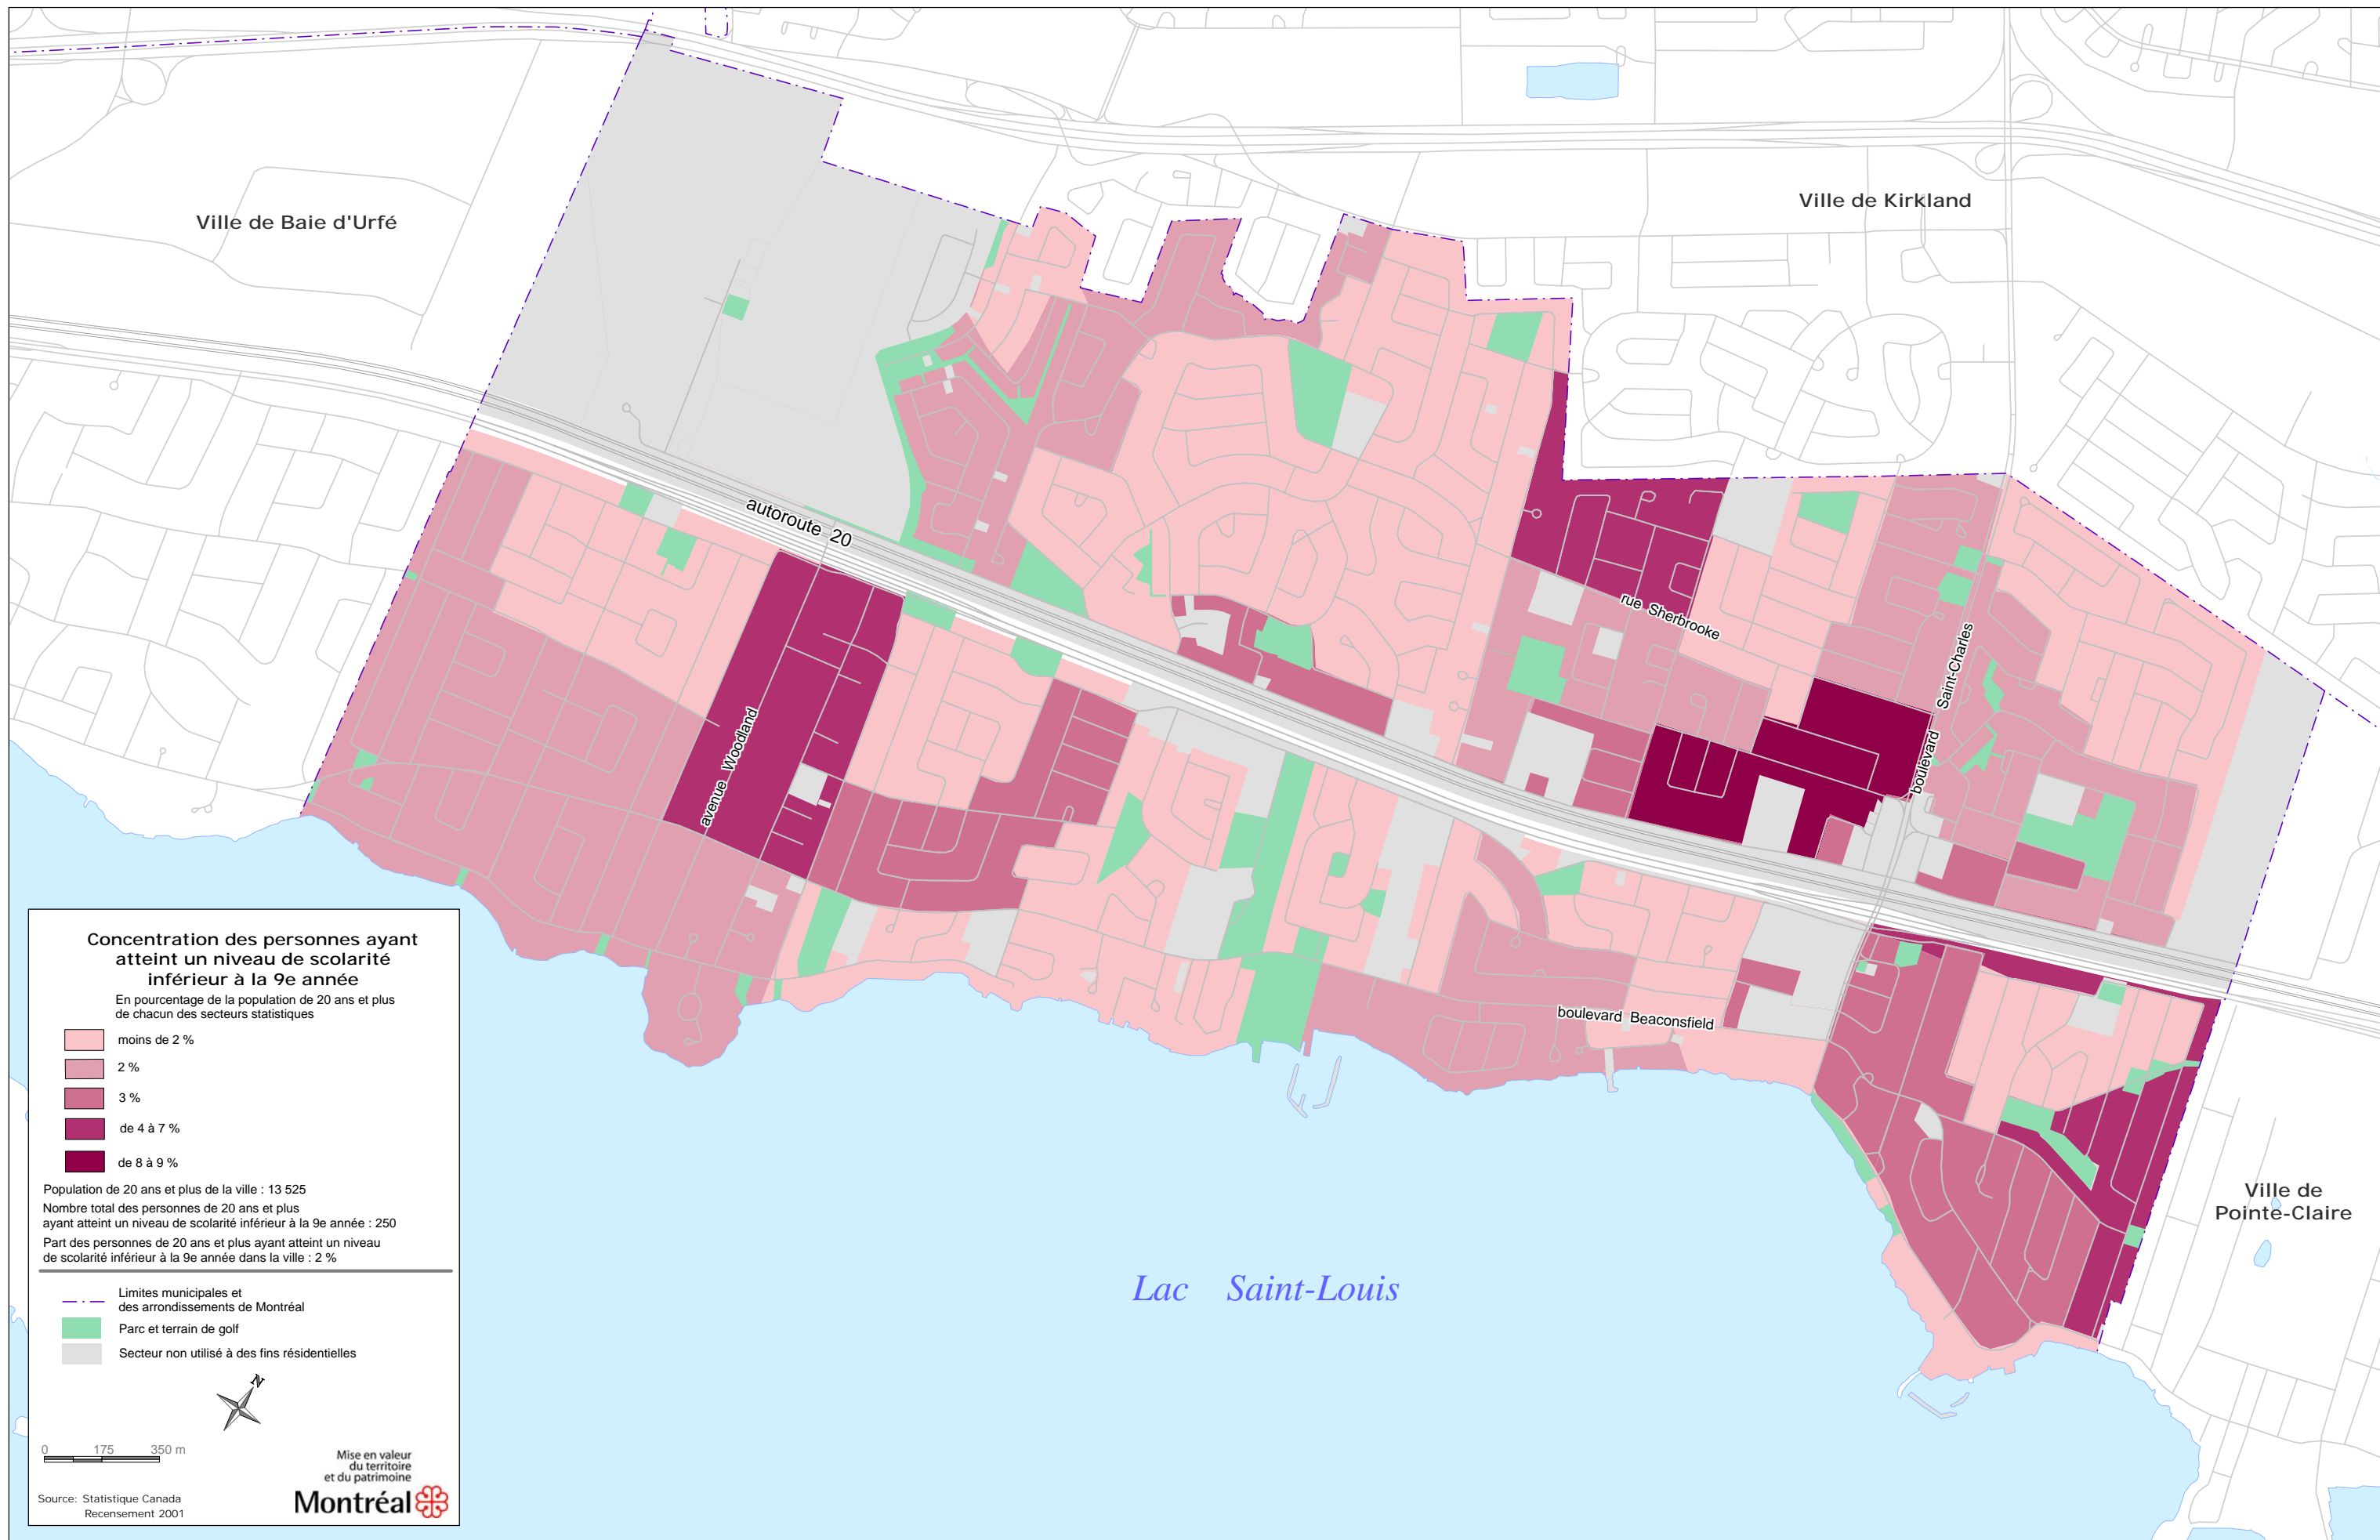 Ville de Baie d'Urfé
Ville de Kirkland
autoroute 20
rue Sherbrooke
boulevard Saint-Charles
avenue Woodland
boulevard Beaconsfield
Ville de
Pointe-Claire
Lac Saint-Louis
Concentration des personnes ayant
atteint un niveau de scolarité
inférieur à la 9e année
En pourcentage de la population de 20 ans et plus
de chacun des secteurs statistiques
moins de 2 %
2 %
3 %
de 4 à 7 %
de 8 à 9 %
Population de 20 ans et plus de la ville : 13 525
Nombre total des personnes de 20 ans et plus
ayant atteint un niveau de scolarité inférieur à la 9e année : 250
Part des personnes de 20 ans et plus ayant atteint un niveau
de scolarité inférieur à la 9e année dans la ville : 2 %
Limites municipales et
des arrondissements de Montréal
Parc et terrain de golf
Secteur non utilisé à des fins résidentielles
N
0 175 350 m
Mise en valeur
du territoire
et du patrimoine
Montréal
Source: Statistique Canada
Recensement 2001